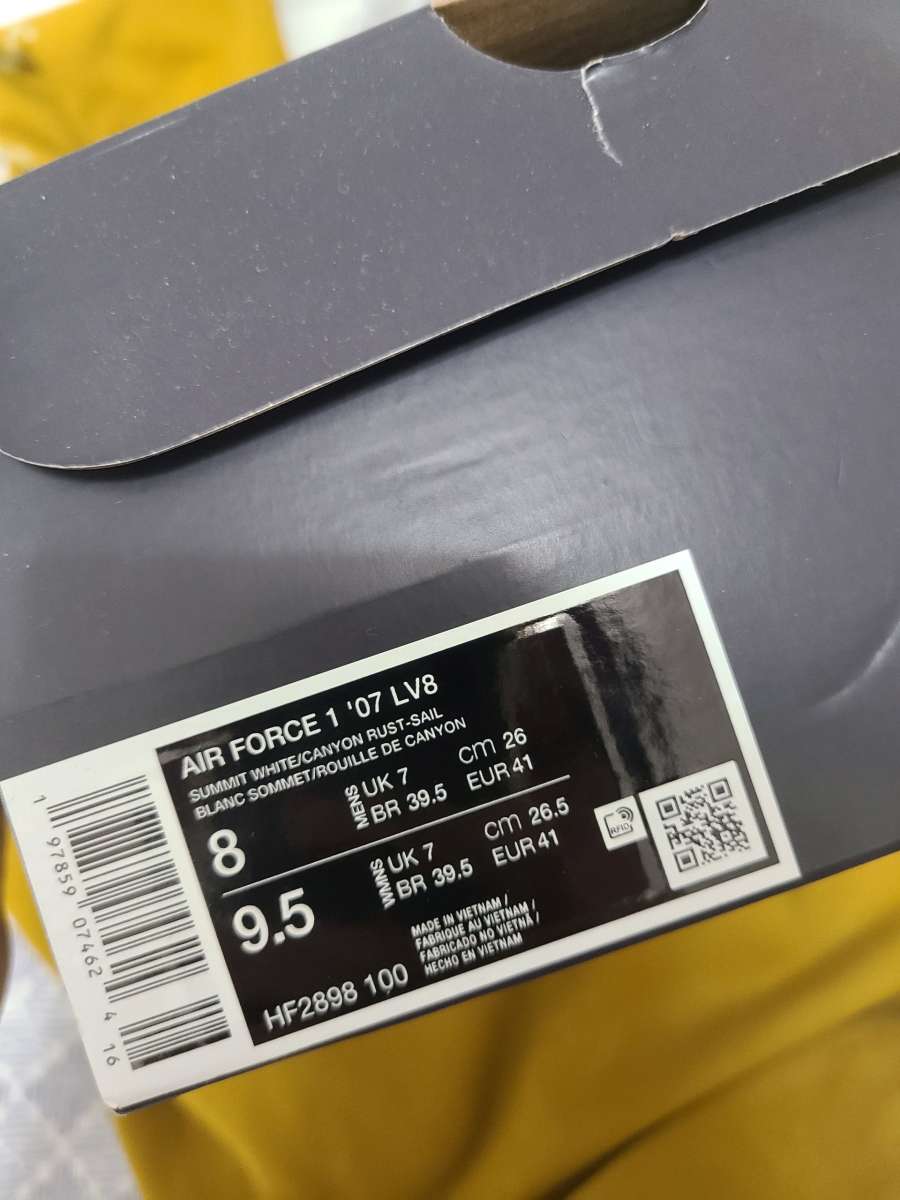 AIR FORCE 1 '07 LV8
SUMMIT WHITE/CANYON RUST-SAIL
BLANC SOMMET/ROUILLE DE CANYON
8 MENS UK 7 cm 26
BR 39.5 EUR 41
9.5 WMNS UK 7 cm 26.5
BR 39.5 EUR 41
RFID
HF2898 100
MADE IN VIETNAM /
FABRIQUE AU VIETNAM /
FABRICADO NO VIETNA /
HECHO EN VIETNAM
1 97859 07462 4 16